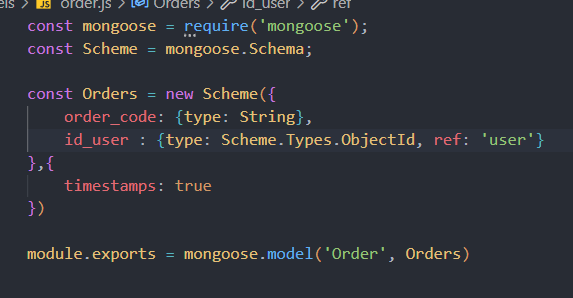 els > JS order.js > Orders > id_user > ref
const mongoose = require('mongoose');
const Scheme = mongoose.Schema;
const Orders = new Scheme({
order_code: {type: String},
id_user : {type: Scheme.Types.ObjectId, ref: 'user'}
},{
timestamps: true
})
module.exports = mongoose.model('Order', Orders)